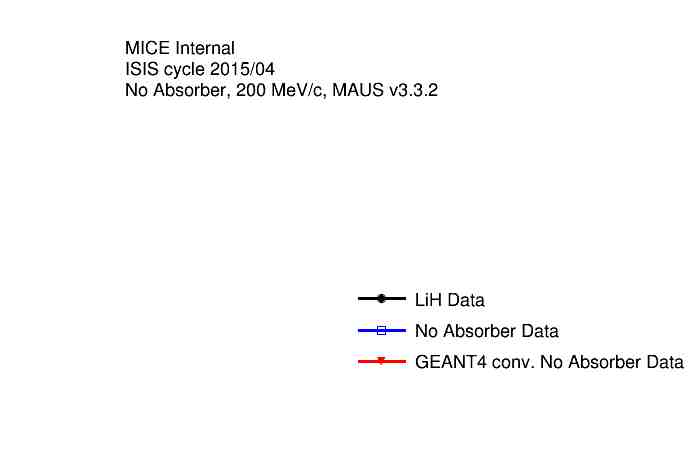 MICE Internal
ISIS cycle 2015/04
No Absorber, 200 MeV/c, MAUS v3.3.2
LiH Data
No Absorber Data
GEANT4 conv. No Absorber Data